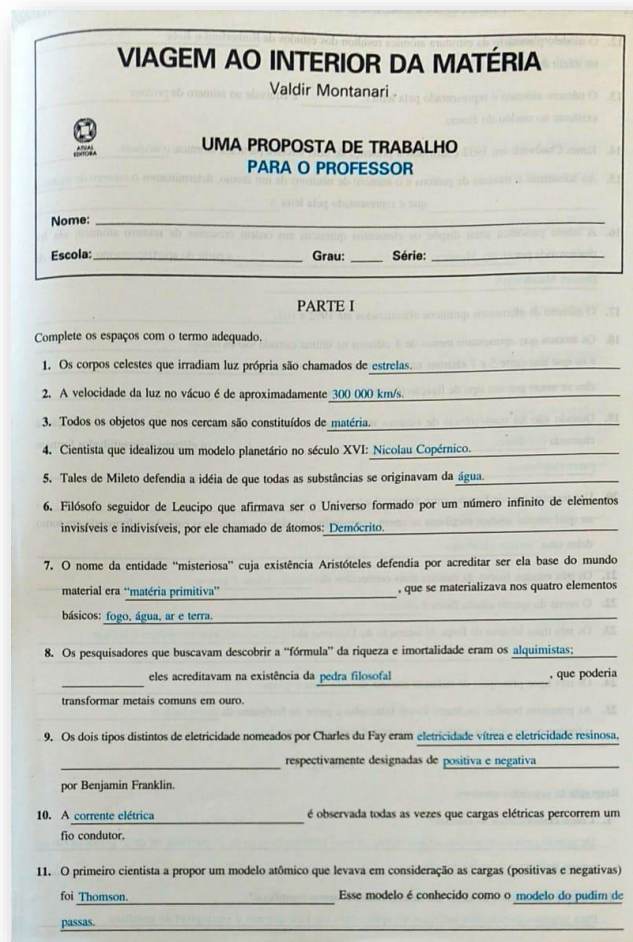 VIAGEM AO INTERIOR DA MATÉRIA
Valdir Montanari
ATUAL
EDITORA
UMA PROPOSTA DE TRABALHO
PARA O PROFESSOR
Nome:
Escola: Grau: Série:
PARTE I
Complete os espaços com o termo adequado.
1. Os corpos celestes que irradiam luz própria são chamados de estrelas.
2. A velocidade da luz no vácuo é de aproximadamente 300 000 km/s.
3. Todos os objetos que nos cercam são constituídos de matéria.
4. Cientista que idealizou um modelo planetário no século XVI: Nicolau Copérnico.
5. Tales de Mileto defendia a idéia de que todas as substâncias se originavam da água.
6. Filósofo seguidor de Leucipo que afirmava ser o Universo formado por um número infinito de elementos
invisíveis e indivisíveis, por ele chamado de átomos: Demócrito.
7. O nome da entidade “misteriosa” cuja existência Aristóteles defendia por acreditar ser ela base do mundo
material era “matéria primitiva” , que se materializava nos quatro elementos
básicos: fogo, água, ar e terra.
8. Os pesquisadores que buscavam descobrir a “fórmula” da riqueza e imortalidade eram os alquimistas;
eles acreditavam na existência da pedra filosofal , que poderia
transformar metais comuns em ouro.
9. Os dois tipos distintos de eletricidade nomeados por Charles du Fay eram eletricidade vítrea e eletricidade resinosa,
respectivamente designadas de positiva e negativa
por Benjamin Franklin.
10. A corrente elétrica é observada todas as vezes que cargas elétricas percorrem um
fio condutor.
11. O primeiro cientista a propor um modelo atômico que levava em consideração as cargas (positivas e negativas)
foi Thomson. Esse modelo é conhecido como o modelo do pudim de
passas.